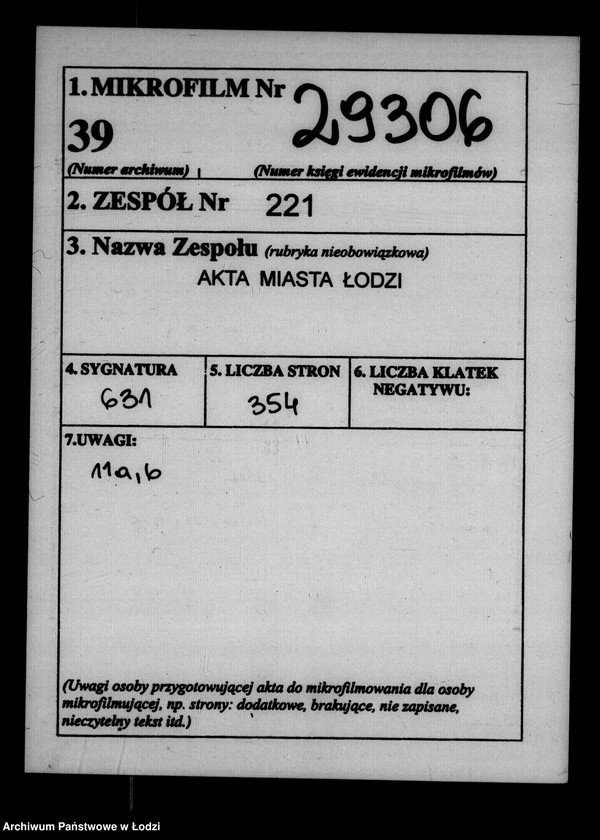 1. MIKROFILM Nr 29306
39
(Numer archiwum) (Numer księgi ewidencji mikrofilmów)
2. ZESPÓŁ Nr 221
3. Nazwa Zespołu (rubryka nieobowiązkowa)
AKTA MIASTA ŁODZI
4. SYGNATURA 5. LICZBA STRON 6. LICZBA KLATEK
NEGATYWU:
631 354
7.UWAGI:
11a,b
(Uwagi osoby przygotowującej akta do mikrofilmowania dla osoby
mikrofilmującej, np. strony: dodatkowe, brakujące, nie zapisane,
nieczytelny tekst itd.)
Archiwum Państwowe w Łodzi